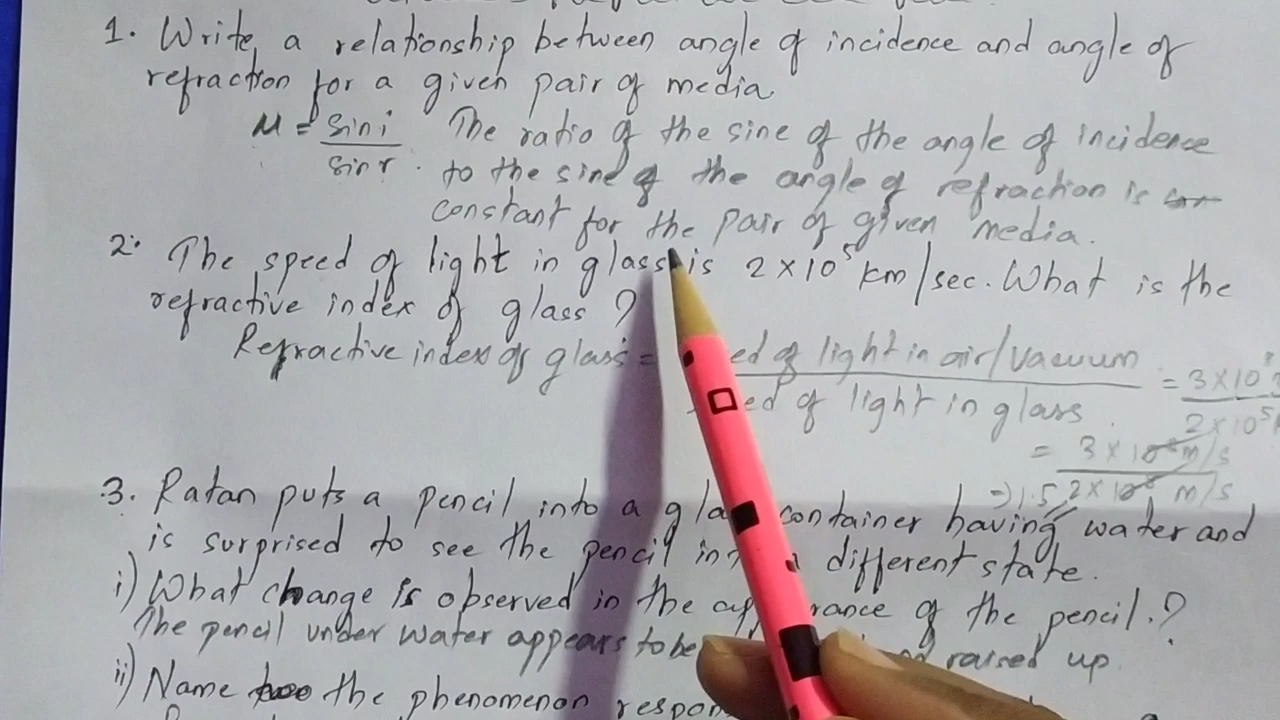 1. Write a relationship between angle of incidence and angle of
refraction for a given pair of media
μ = sin i / sin r . The ratio of the sine of the angle of incidence
to the sine of the angle of refraction is
constant for the pair of given media.
2. The speed of light in glass is 2×10⁵ km/sec. What is the
refractive index of glass ?
Refractive index of glass = ed of light in air/vacuum / ed of light in glass . = 3×10⁸ / 2×10⁵
= 3×10⁸ m/s / 2×10⁸ m/s
⇒ 1.5
3. Ratan puts a pencil into a gla container having water and
is surprised to see the pencil in different state.
i) What change is observed in the app rance of the pencil.?
The pencil under water appears to be raised up
ii) Name the phenomenon respon